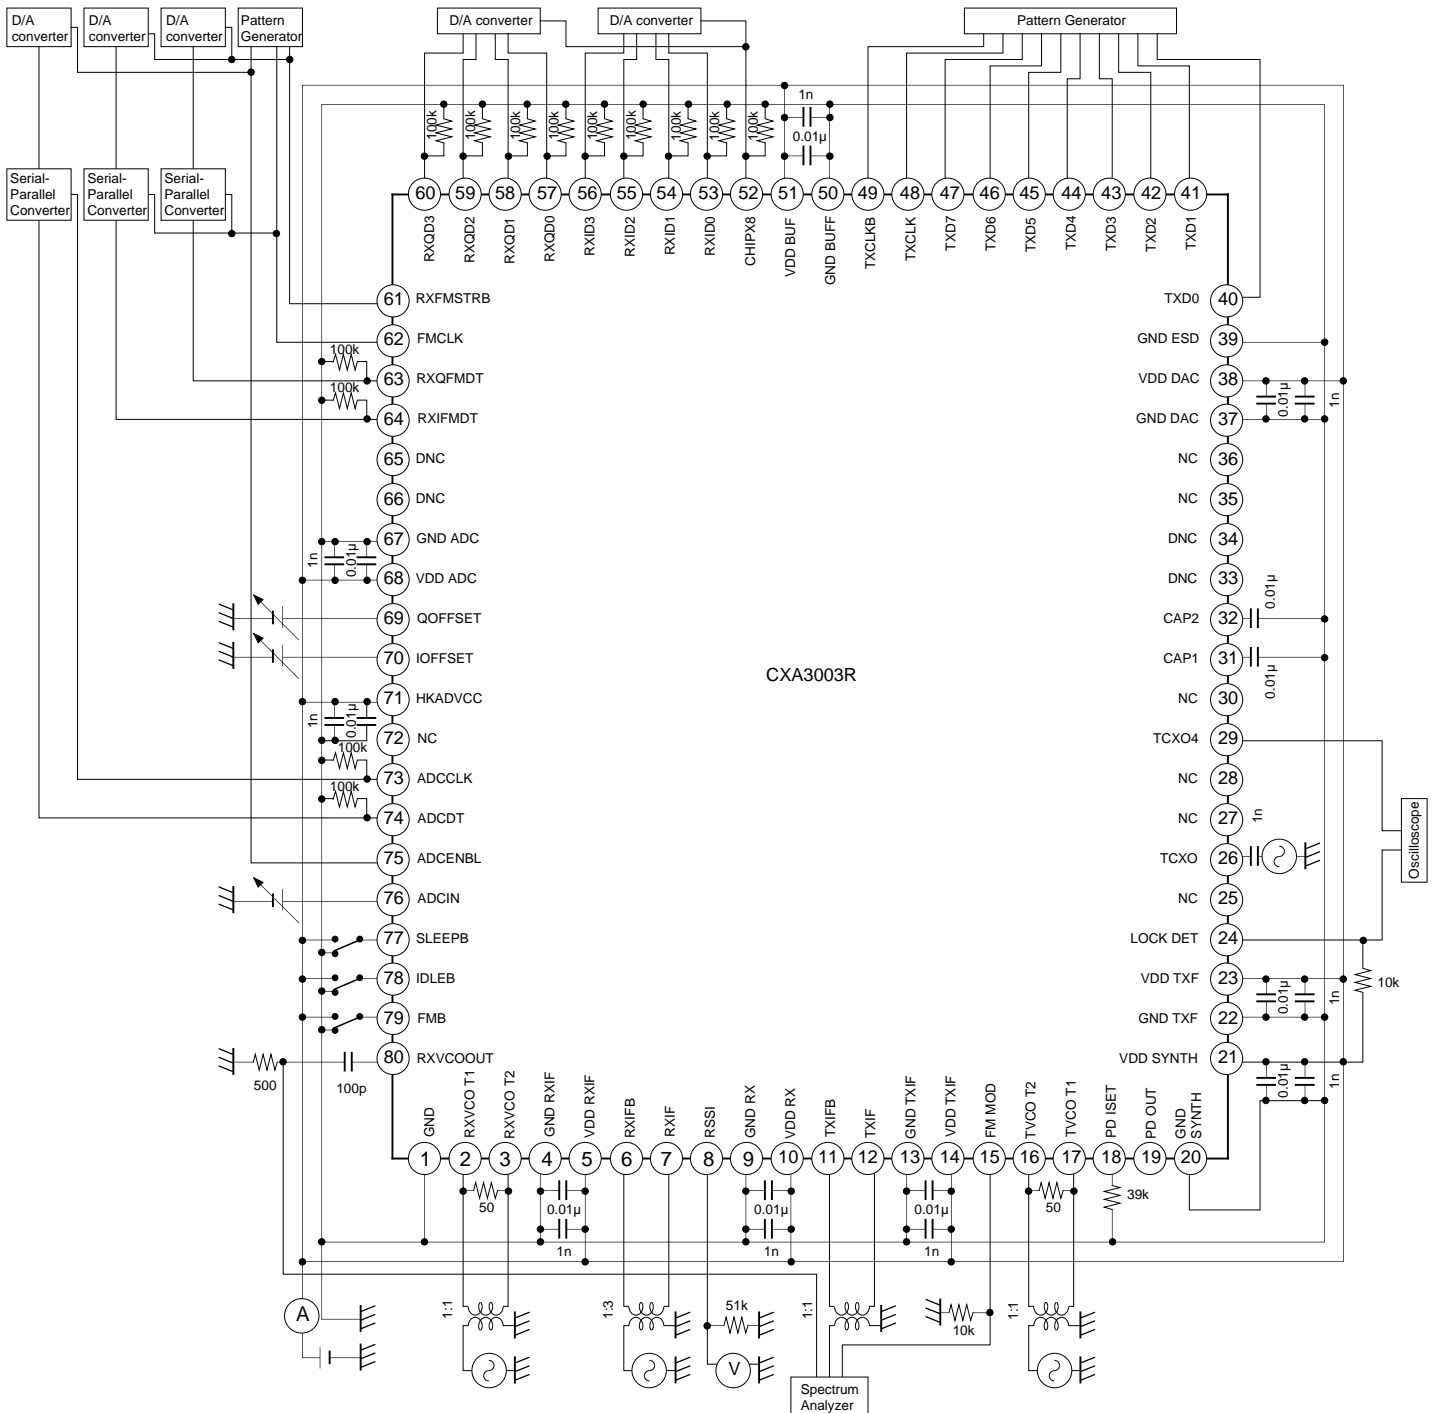 D/A
converter
D/A
converter
D/A
converter
Pattern
Generator
D/A converter
D/A converter
Pattern Generator
Serial-
Parallel
Converter
Serial-
Parallel
Converter
Serial-
Parallel
Converter
100k
100k
100k
100k
100k
100k
100k
100k
100k
1n
0.01µ
60
59
58
57
56
55
54
53
52
51
50
49
48
47
46
45
44
43
42
41
RXQD3
RXQD2
RXQD1
RXQD0
RXID3
RXID2
RXID1
RXID0
CHIPX8
VDD BUF
GND BUFF
TXCLKB
TXCLK
TXD7
TXD6
TXD5
TXD4
TXD3
TXD2
TXD1
61 RXFMSTRB
62 FMCLK
100k
63 RXQFMDT
100k
64 RXIFMDT
65 DNC
66 DNC
67 GND ADC
1n
0.01µ
68 VDD ADC
69 QOFFSET
70 IOFFSET
71 HKADVCC
1n
0.01µ
72 NC
100k
73 ADCCLK
100k
74 ADCDT
75 ADCENBL
76 ADCIN
77 SLEEPB
78 IDLEB
79 FMB
80 RXVCOOUT
500
100p
CXA3003R
TXD0 40
GND ESD 39
VDD DAC 38
0.01µ
1n
GND DAC 37
NC 36
NC 35
DNC 34
DNC 33
0.01µ
CAP2 32
CAP1 31
0.01µ
NC 30
TCXO4 29
NC 28
NC 27
1n
TCXO 26
Oscilloscope
NC 25
LOCK DET 24
10k
VDD TXF 23
0.01µ
1n
GND TXF 22
VDD SYNTH 21
0.01µ
1n
GND
RXVCO T1
RXVCO T2
GND RXIF
VDD RXIF
RXIFB
RXIF
RSSI
GND RX
VDD RX
TXIFB
TXIF
GND TXIF
VDD TXIF
FM MOD
TVCO T2
TVCO T1
PD ISET
PD OUT
GND
SYNTH
1
2
3
4
5
6
7
8
9
10
11
12
13
14
15
16
17
18
19
20
50
0.01µ
1n
0.01µ
1n
0.01µ
1n
50
39k
A
1:1
1:3
51k
V
1:1
10k
1:1
Spectrum
Analyzer